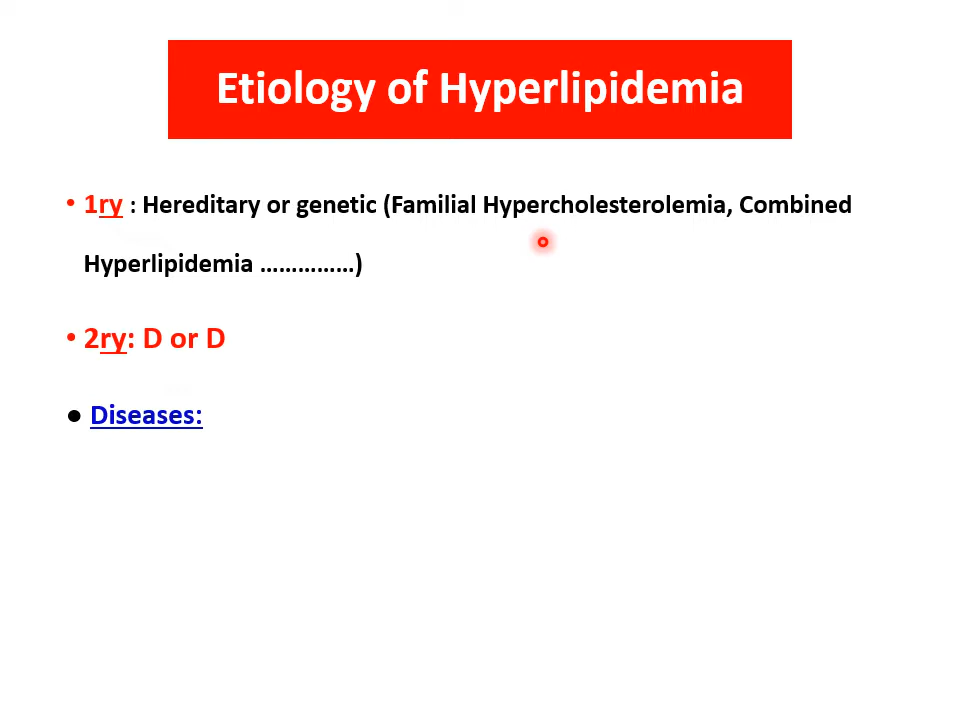 Etiology of Hyperlipidemia
• 1ry : Hereditary or genetic (Familial Hypercholesterolemia, Combined
Hyperlipidemia ……………)
• 2ry: D or D
● Diseases: